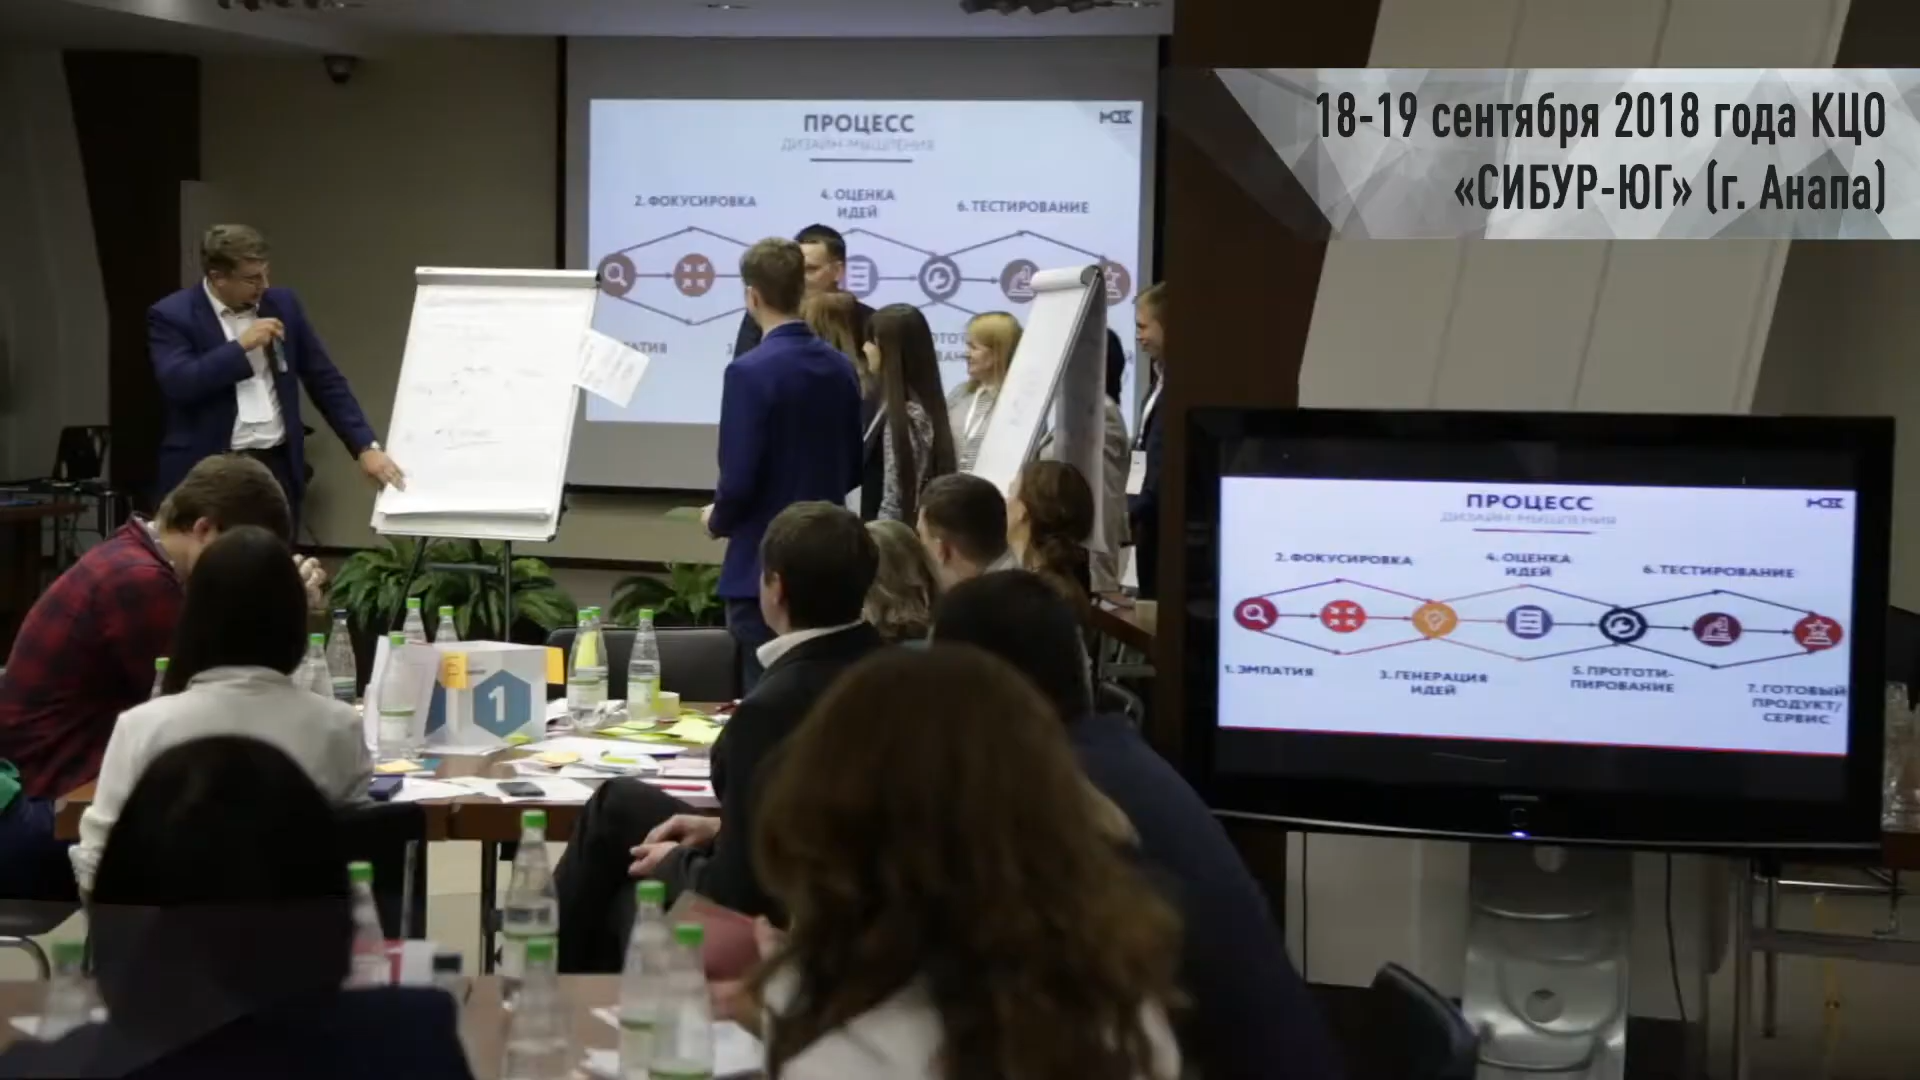 18-19 сентября 2018 года КЦО
«СИБУР-ЮГ» (г. Анапа)
ПРОЦЕСС
ДИЗАЙН-МЫШЛЕНИЯ
2. ФОКУСИРОВКА
4. ОЦЕНКА
ИДЕЙ
6. ТЕСТИРОВАНИЕ
ПРОЦЕСС
ДИЗАЙН-МЫШЛЕНИЯ
2. ФОКУСИРОВКА
4. ОЦЕНКА
ИДЕЙ
6. ТЕСТИРОВАНИЕ
1. ЭМПАТИЯ
3. ГЕНЕРАЦИЯ
ИДЕЙ
5. ПРОТОТИ-
ПИРОВАНИЕ
7. ГОТОВЫЙ
ПРОДУКТ/
СЕРВИС
1